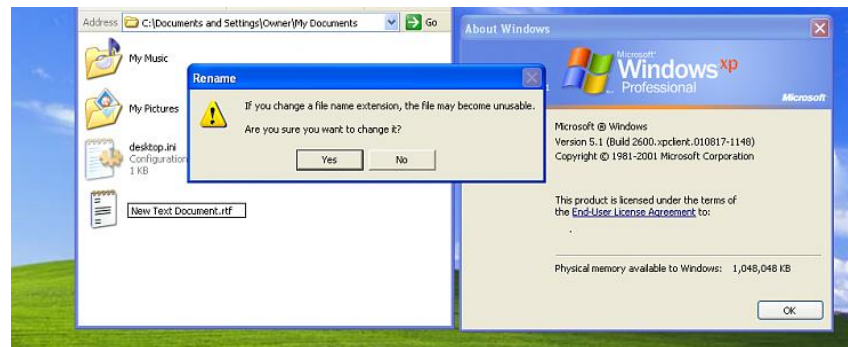 Address C:\Documents and Settings\Owner\My Documents Go
My Music
My Pictures
desktop.ini
Configuration
1 KB
New Text Document.rtf
Rename
If you change a file name extension, the file may become unusable.
Are you sure you want to change it?
Yes No
About Windows
Microsoft®
Windows xp
Professional
Microsoft
Microsoft ® Windows
Version 5.1 (Build 2600.xpclient.010817-1148)
Copyright © 1981-2001 Microsoft Corporation
This product is licensed under the terms of
the End-User License Agreement to:
.
Physical memory available to Windows: 1,048,048 KB
OK